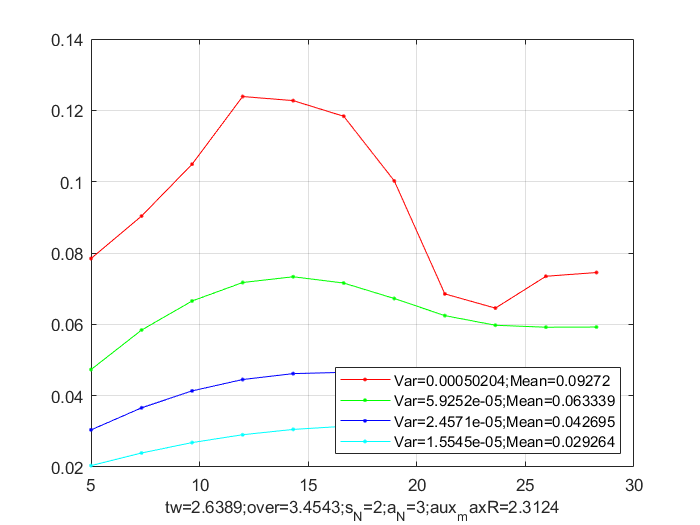 0.14
0.12
0.1
0.08
0.06
0.04
0.02
Var=0.00050204;Mean=0.09272
Var=5.9252e-05;Mean=0.063339
Var=2.4571e-05;Mean=0.042695
Var=1.5545e-05;Mean=0.029264
5 10 15 20 25 30
tw=2.6389;over=3.4543;s_N=2;a_N=3;aux_maxR=2.3124